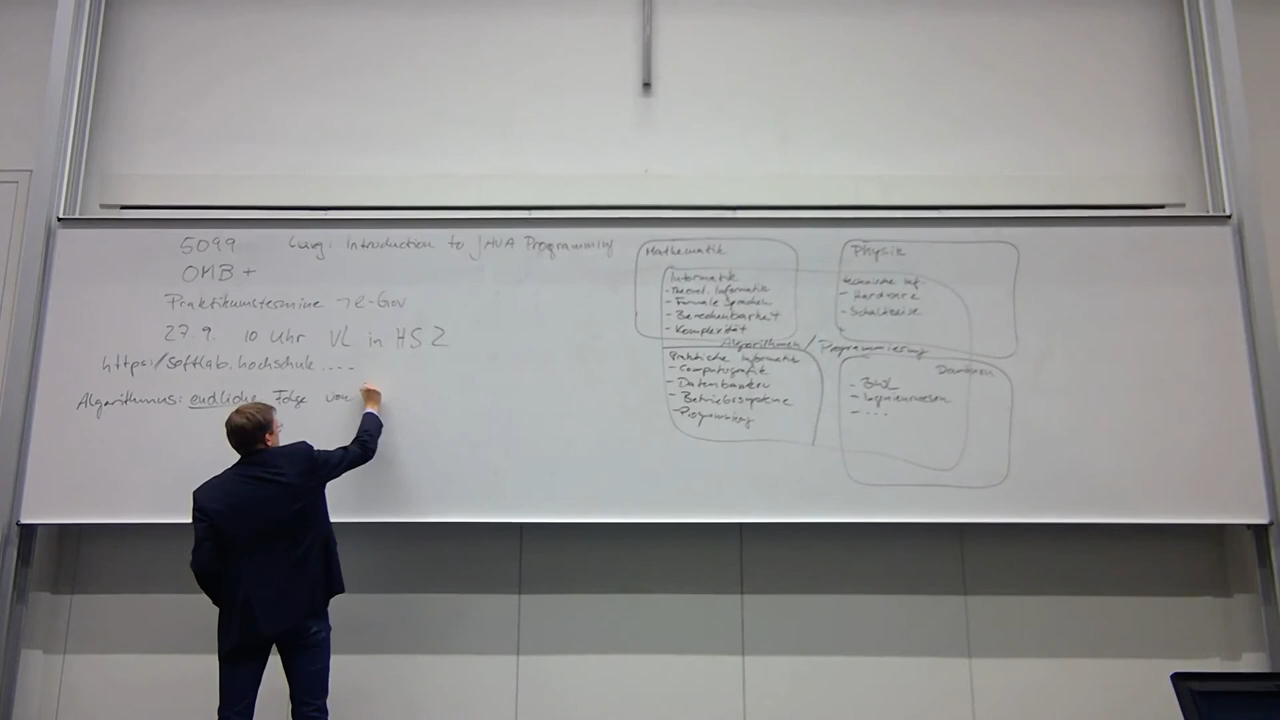 5099 Lurg: Introduction to JAVA Programming
OMB +
Praktikumstermine → e-Gov
27.9. 10 Uhr VL in HS 2
https://softlab.hochschule....
Algorithmus: endliche Folge von
Mathematik
Informatik
- Theoret. Informatik
- Formale Sprachen
- Berechenbarkeit
- Komplexität
Physik
technische Inf.
- Hardware
- Schaltkreise
Algorithmen / Programmierung
Praktische Informatik
- Computergrafik
- Datenbanken
- Betriebssysteme
- Programmierung
Domänen
- BWL
- Ingenieurwesen
- ...